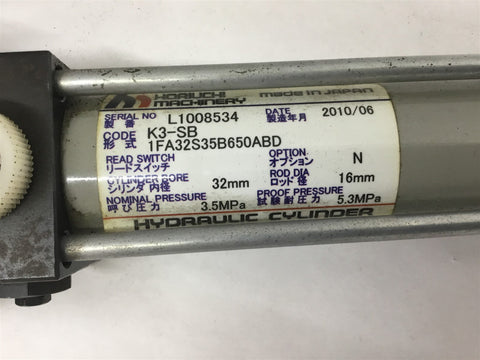 HORIUCHI MACHINERY MADE IN JAPAN
SERIAL NO 製番 L1008534 DATE 製造年月 2010/06
CODE 形式 K3-SB 1FA32S35B650ABD
READ SWITCH リードスイッチ OPTION オプション N
CYLINDER BORE シリンダ内径 32mm ROD DIA ロッド径 16mm
NOMINAL PRESSURE 呼び圧力 3.5MPa PROOF PRESSURE 試験耐圧力 5.3MPa
HYDRAULIC CYLINDER